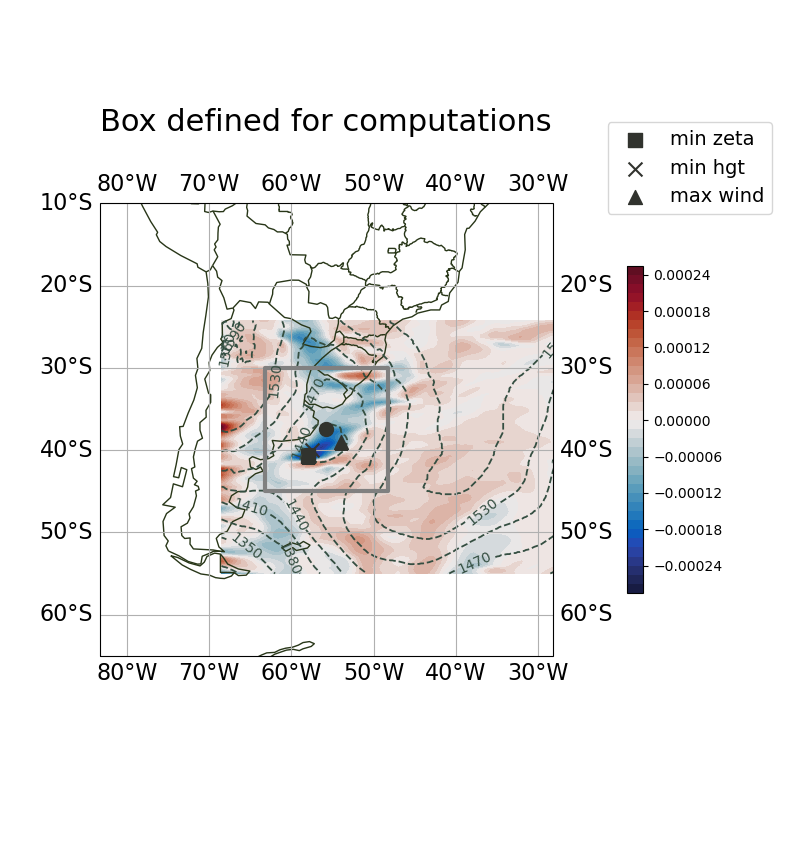 Box defined for computations
min zeta
min hgt
max wind
80°W 70°W 60°W 50°W 40°W 30°W
10°S
20°S 20°S
30°S 30°S
40°S 40°S
50°S 50°S
60°S 60°S
80°W 70°W 60°W 50°W 40°W 30°W
1530
1470
1410
1440
1350
1380
1530
1470
0.00024
0.00018
0.00012
0.00006
0.00000
−0.00006
−0.00012
−0.00018
−0.00024